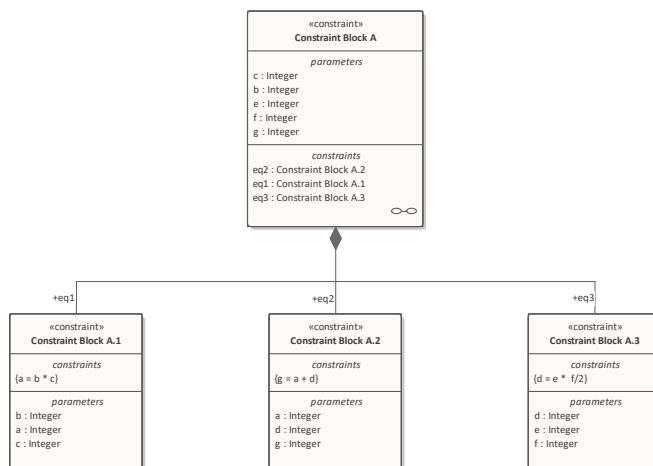 «constraint»
Constraint Block A
parameters
c : Integer
b : Integer
e : Integer
f : Integer
g : Integer
constraints
eq2 : Constraint Block A.2
eq1 : Constraint Block A.1
eq3 : Constraint Block A.3
+eq1
+eq2
+eq3
«constraint»
Constraint Block A.1
constraints
{a = b * c}
parameters
b : Integer
a : Integer
c : Integer
«constraint»
Constraint Block A.2
constraints
{g = a + d}
parameters
a : Integer
d : Integer
g : Integer
«constraint»
Constraint Block A.3
constraints
{d = e *  f/2}
parameters
d : Integer
e : Integer
f : Integer